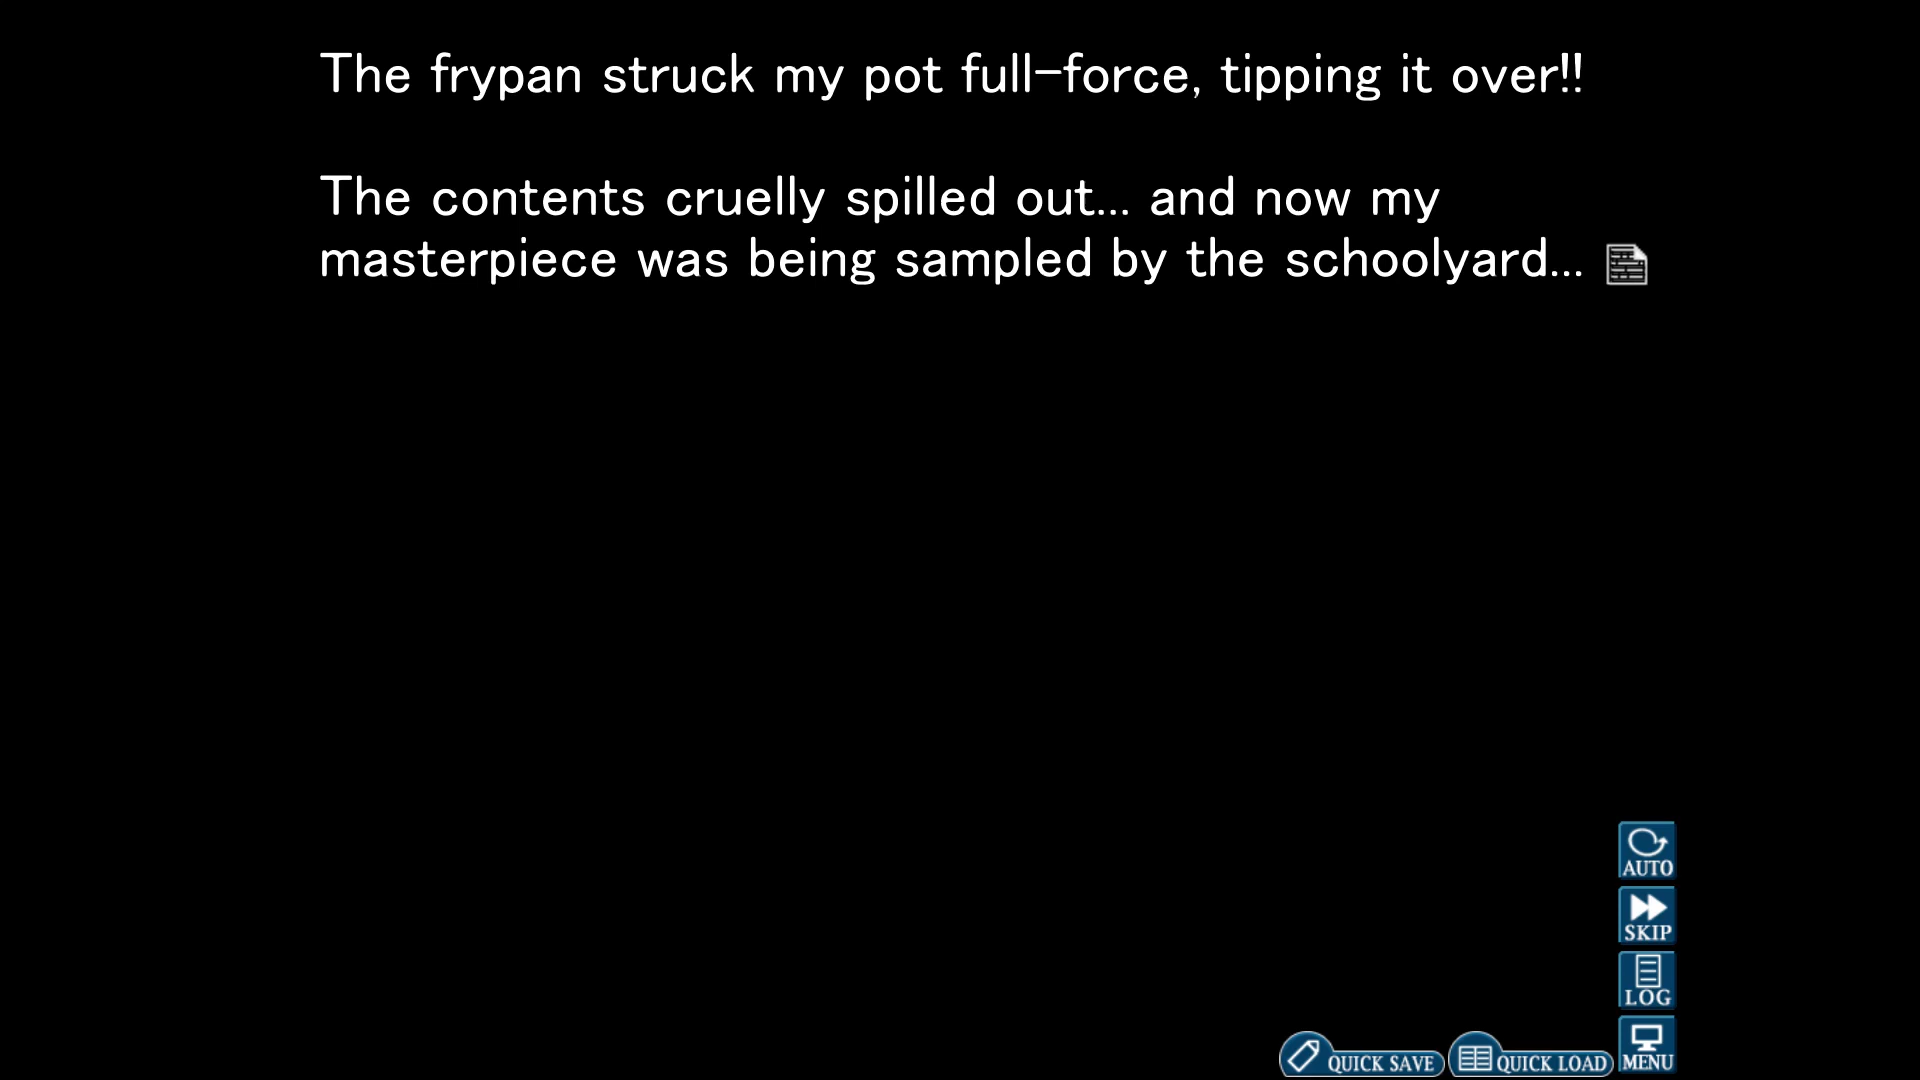 The frypan struck my pot full-force, tipping it over!!
The contents cruelly spilled out... and now my
masterpiece was being sampled by the schoolyard...
AUTO
SKIP
LOG
MENU
QUICK SAVE
QUICK LOAD